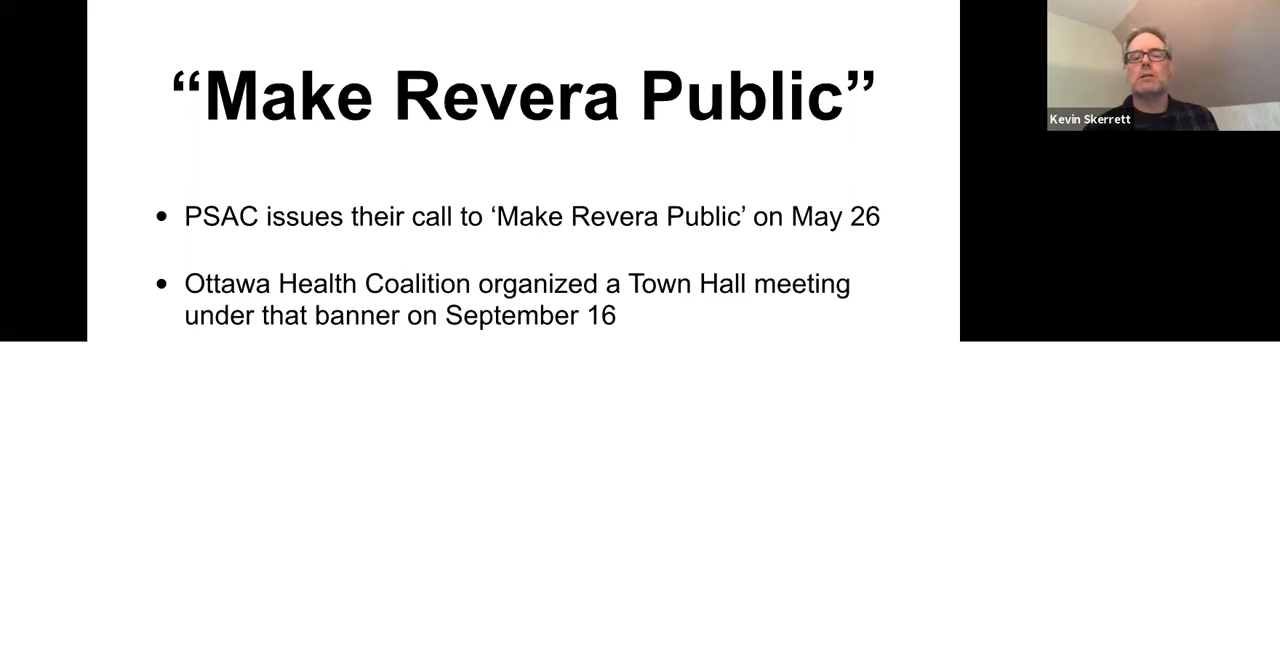 “Make Revera Public”
Kevin Skerrett
• PSAC issues their call to ‘Make Revera Public’ on May 26
• Ottawa Health Coalition organized a Town Hall meeting
under that banner on September 16